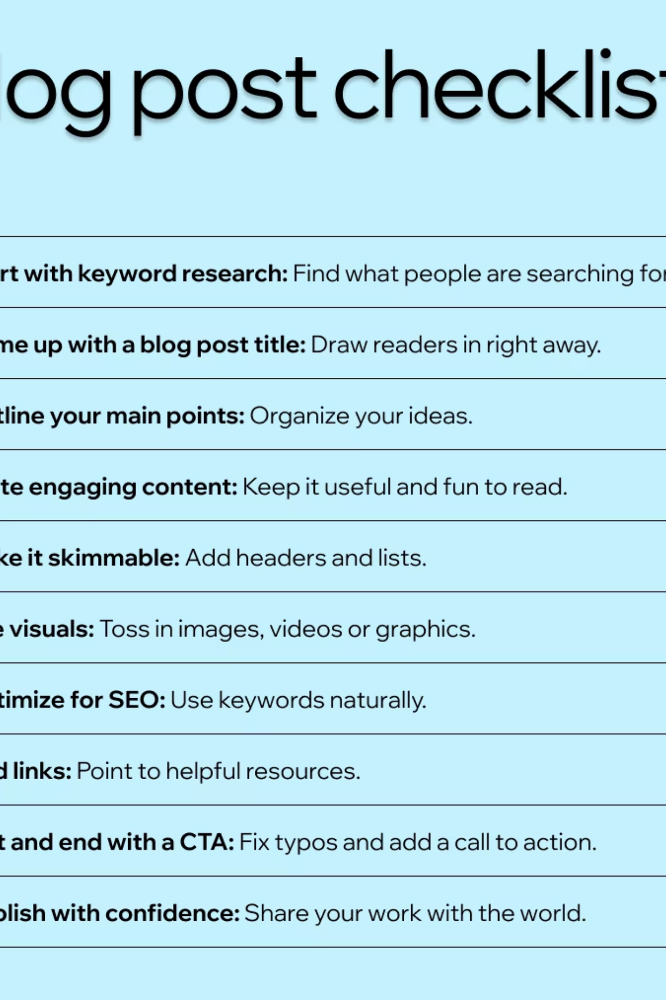 log post checklist
rt with keyword research: Find what people are searching for
me up with a blog post title: Draw readers in right away.
tline your main points: Organize your ideas.
te engaging content: Keep it useful and fun to read.
ke it skimmable: Add headers and lists.
e visuals: Toss in images, videos or graphics.
timize for SEO: Use keywords naturally.
d links: Point to helpful resources.
t and end with a CTA: Fix typos and add a call to action.
blish with confidence: Share your work with the world.